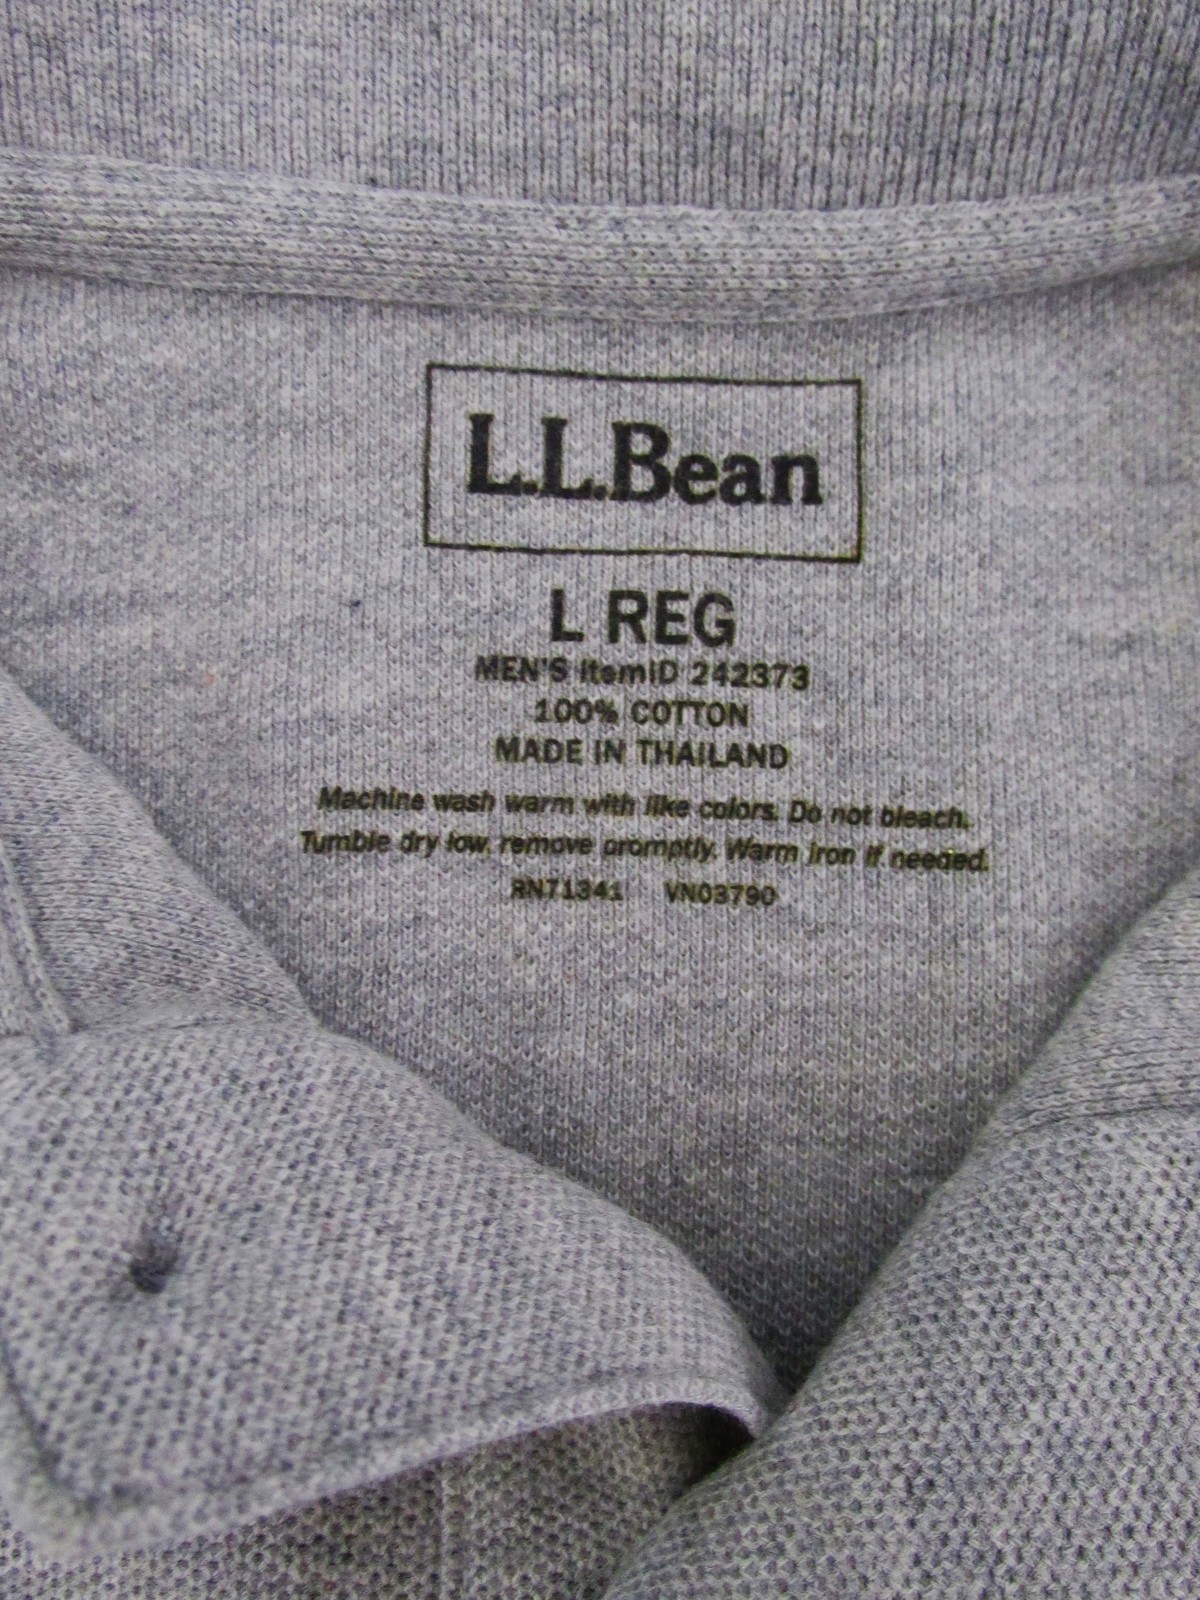 L.L.Bean
L REG
MEN'S ItemID 242373
100% COTTON
MADE IN THAILAND
Machine wash warm with like colors. Do not bleach.
Tumble dry low, remove promptly. Warm iron if needed.
RN71341 VN03790